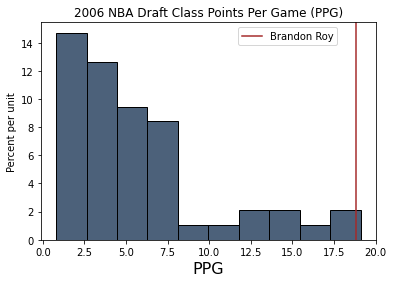 2006 NBA Draft Class Points Per Game (PPG)
Brandon Roy
Percent per unit
14
12
10
8
6
4
2
0
0.0 2.5 5.0 7.5 10.0 12.5 15.0 17.5 20.0
PPG